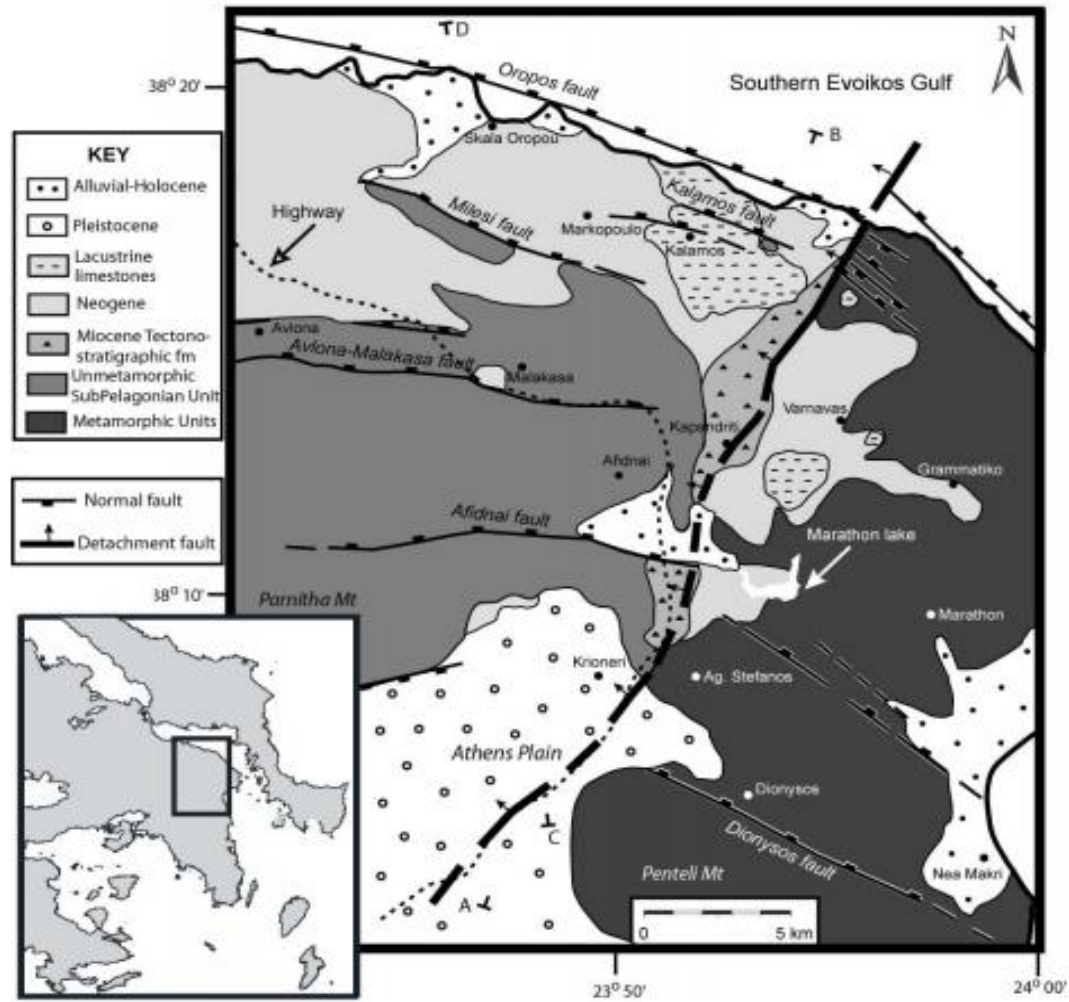 D
N
38° 20'
Oropos fault
Southern Evoikos Gulf
B
Skala Oropou
KEY
Alluvial-Holocene
Pleistocene
Lacustrine
limestones
Neogene
Miocene Tectono-
stratigraphic fm
Unmetamorphic
SubPelagonian Unit
Metamorphic Units
Normal fault
Detachment fault
Highway
Milesi fault
Kalamos fault
Markopoulo
Kalamos
Avlona
Avlona-Malakasa fault
Malakasa
Varnavas
Kapandriti
Afidnai
Grammatiko
Afidnai fault
Marathon lake
38° 10'
Parnitha Mt
Marathon
Krioneri
Ag. Stefanos
Athens Plain
Dionysos
C
Dionysos fault
Penteli Mt
Nea Makri
A
0
5 km
23° 50'
24° 00'